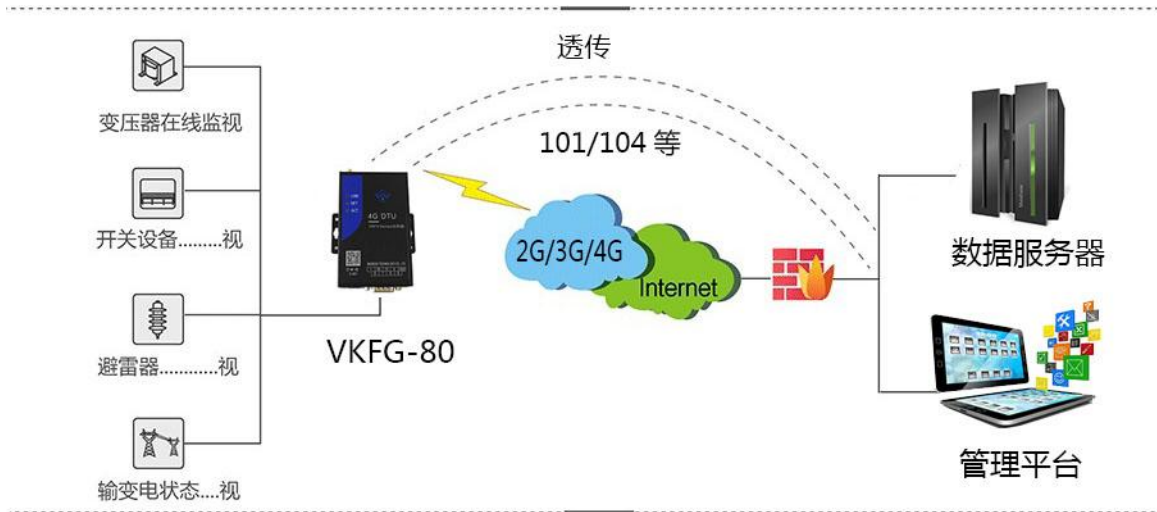 透传
101/104 等
变压器在线监视
开关设备.........视
避雷器............视
输变电状态....视
4G DTU
VKFG-80
2G/3G/4G
Internet
数据服务器
管理平台